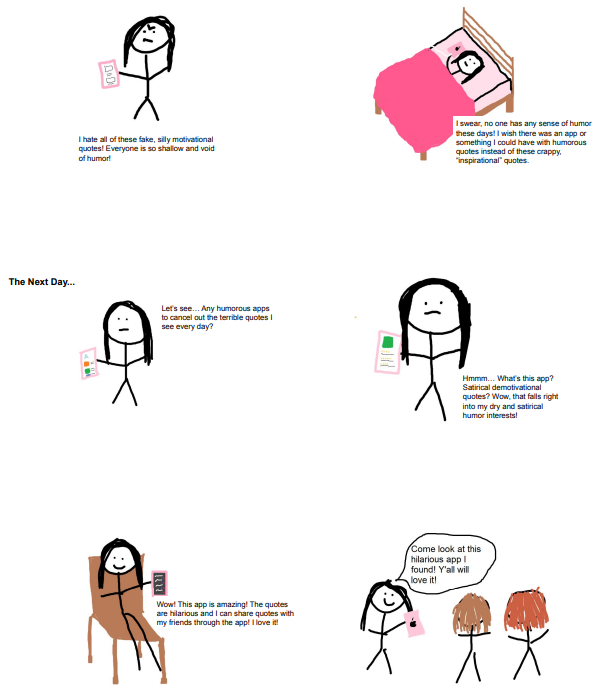 I hate all of these fake, silly motivational
quotes! Everyone is so shallow and void
of humor!
I swear, no one has any sense of humor
these days! I wish there was an app or
something I could have with humorous
quotes instead of these crappy,
“inspirational” quotes.
The Next Day...
Let's see... Any humorous apps
to cancel out the terrible quotes I
see every day?
Hmmm... What's this app?
Satirical demotivational
quotes? Wow, that falls right
into my dry and satirical
humor interests!
Wow! This app is amazing! The quotes
are hilarious and I can share quotes with
my friends through the app! I love it!
Come look at this
hilarious app I
found! Y'all will
love it!